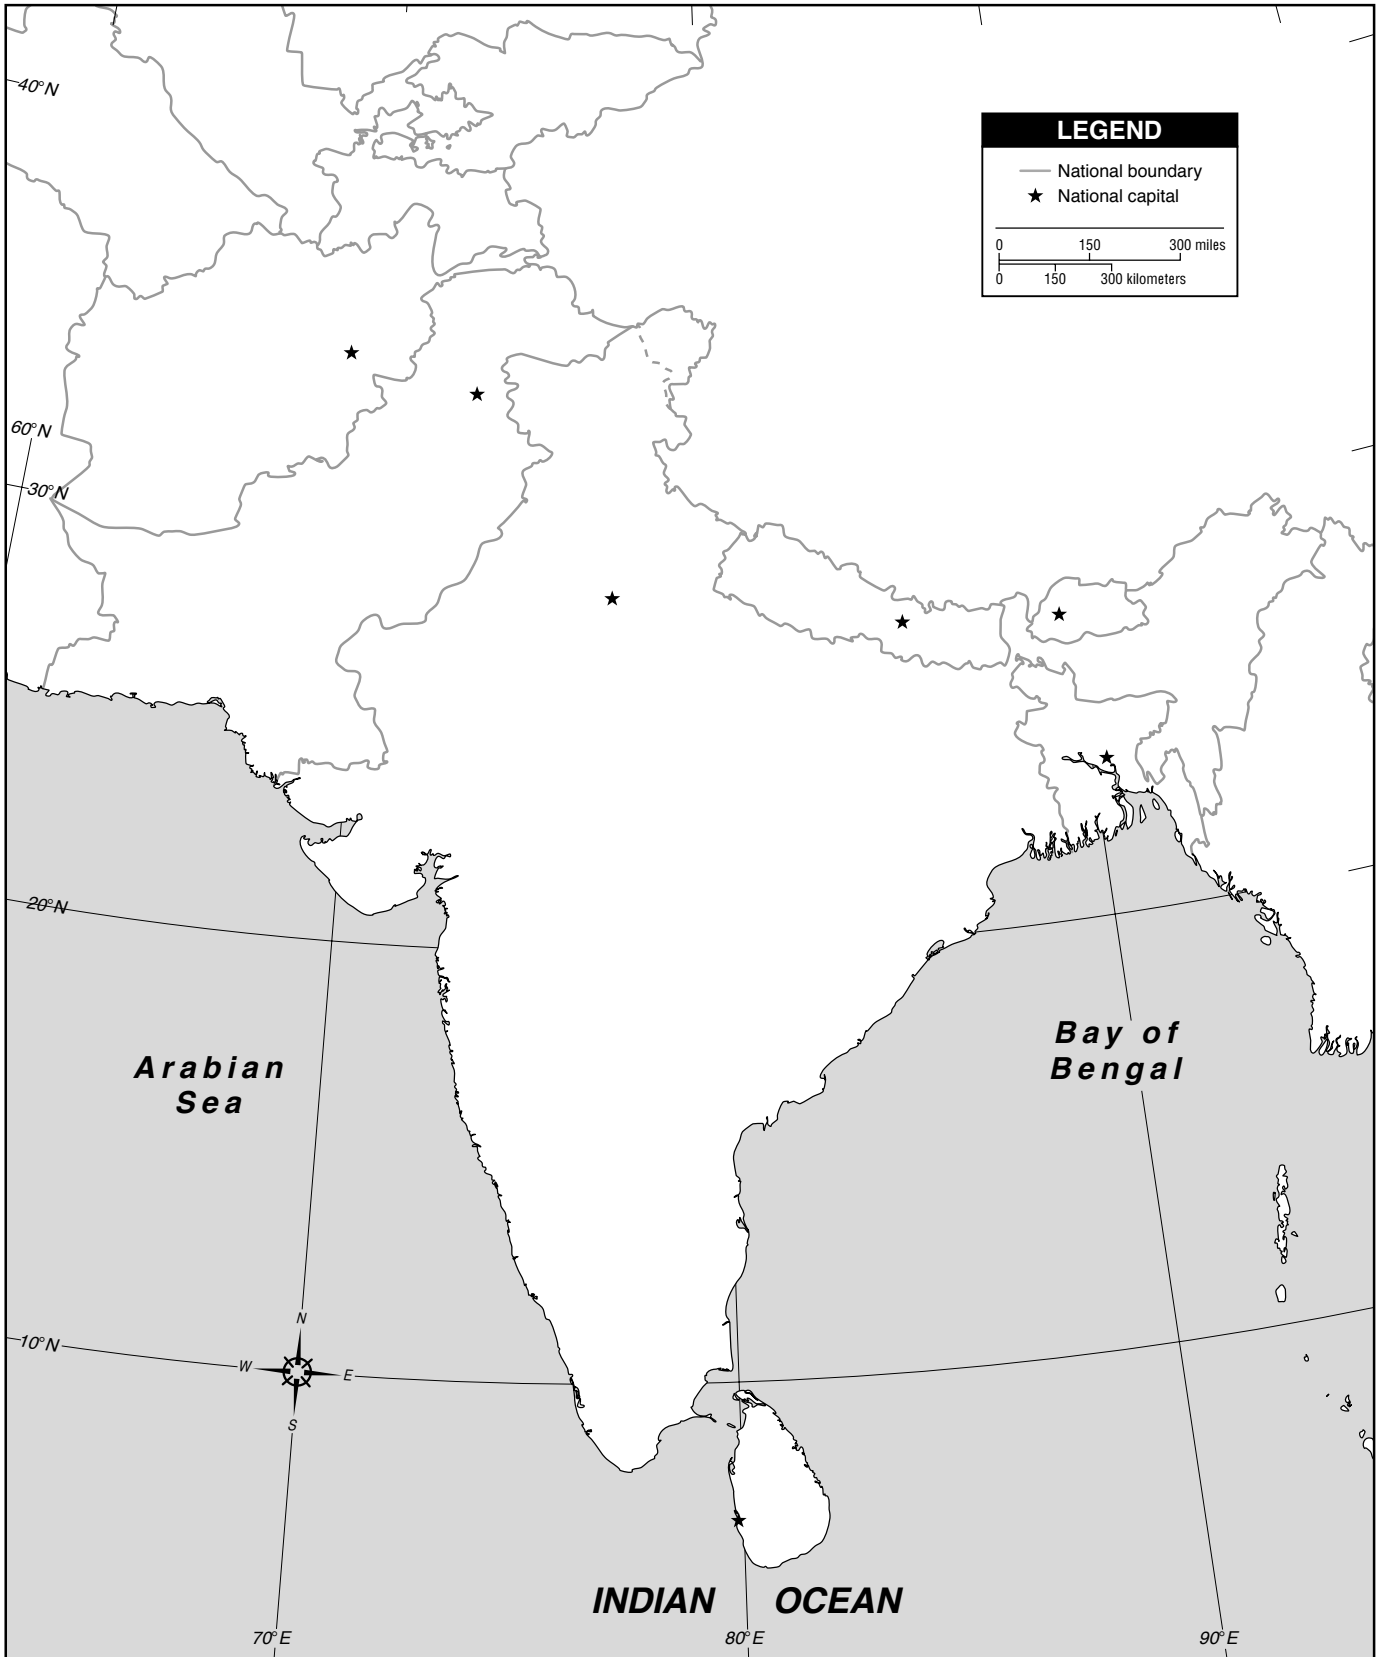 40°N
LEGEND
National boundary
National capital
0 150 300 miles
0 150 300 kilometers
60°N
30°N
20°N
Arabian
Sea
Bay of
Bengal
10°N
N
W
E
S
INDIAN OCEAN
70°E
80°E
90°E